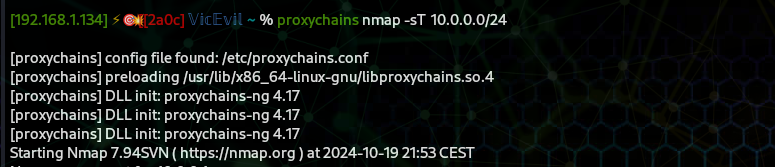 [192.168.1.134] ⚡🎯[[2a0c] 𝕍𝕚𝕔𝔼𝕧𝕚𝕝 ~ % proxychains nmap -sT 10.0.0.0/24
[proxychains] config file found: /etc/proxychains.conf
[proxychains] preloading /usr/lib/x86_64-linux-gnu/libproxychains.so.4
[proxychains] DLL init: proxychains-ng 4.17
[proxychains] DLL init: proxychains-ng 4.17
[proxychains] DLL init: proxychains-ng 4.17
Starting Nmap 7.94SVN ( https://nmap.org ) at 2024-10-19 21:53 CEST